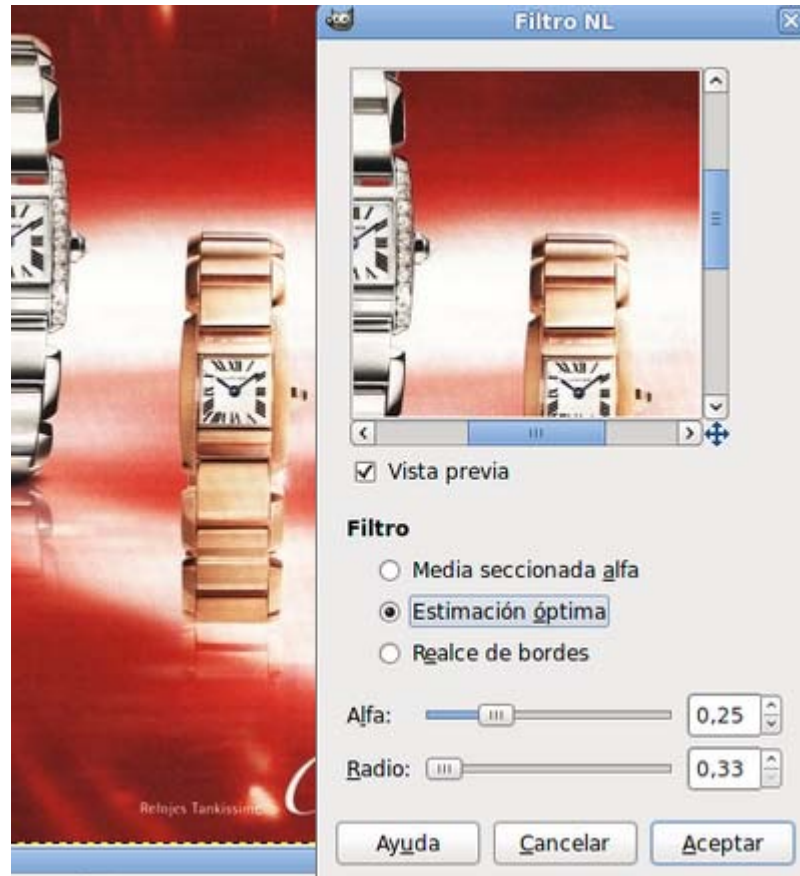 Filtro NL
Vista previa
Filtro
Media seccionada alfa
Estimación óptima
Realce de bordes
Alfa: 0,25
Radio: 0,33
Relojes Tankissime
Ayuda Cancelar Aceptar